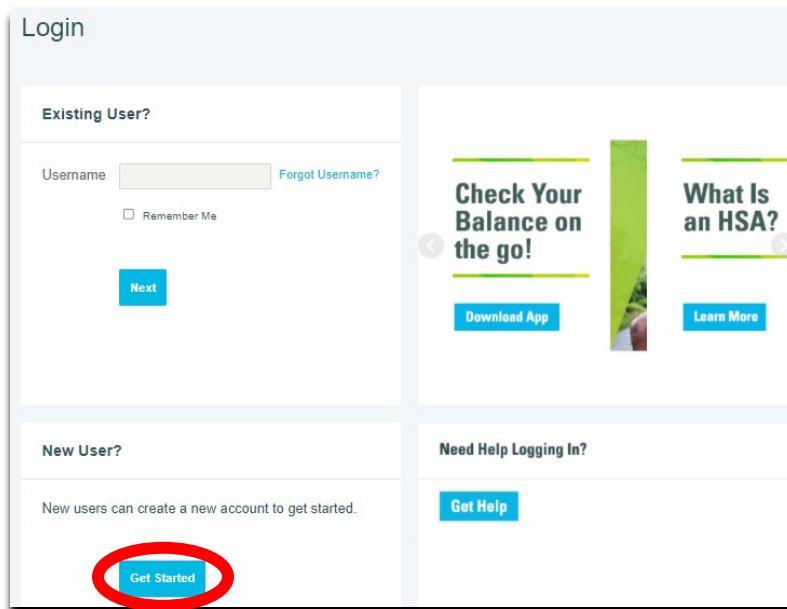 Login
Existing User?
Username
Forgot Username?
Remember Me
Next
Check Your
Balance on
the go!
Download App
What Is
an HSA?
Learn More
New User?
New users can create a new account to get started.
Get Started
Need Help Logging In?
Get Help